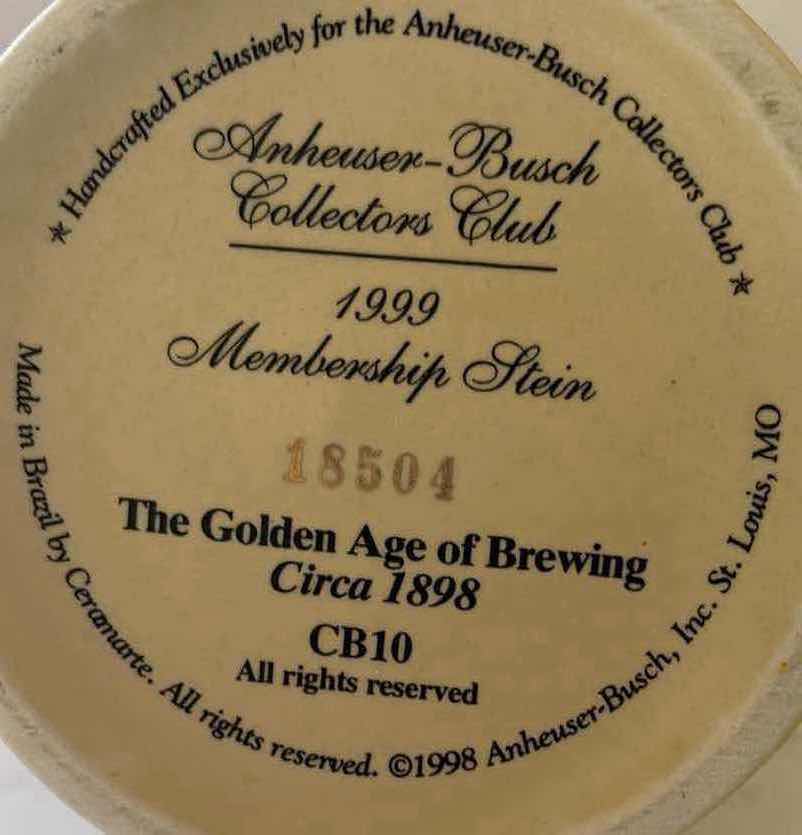 ★ Handcrafted Exclusively for the Anheuser-Busch Collectors Club ★
Anheuser-Busch
Collectors Club
1999
Membership Stein
18504
The Golden Age of Brewing
Circa 1898
CB10
All rights reserved
Made in Brazil by Ceramarte. All rights reserved. ©1998 Anheuser-Busch, Inc. St. Louis, MO